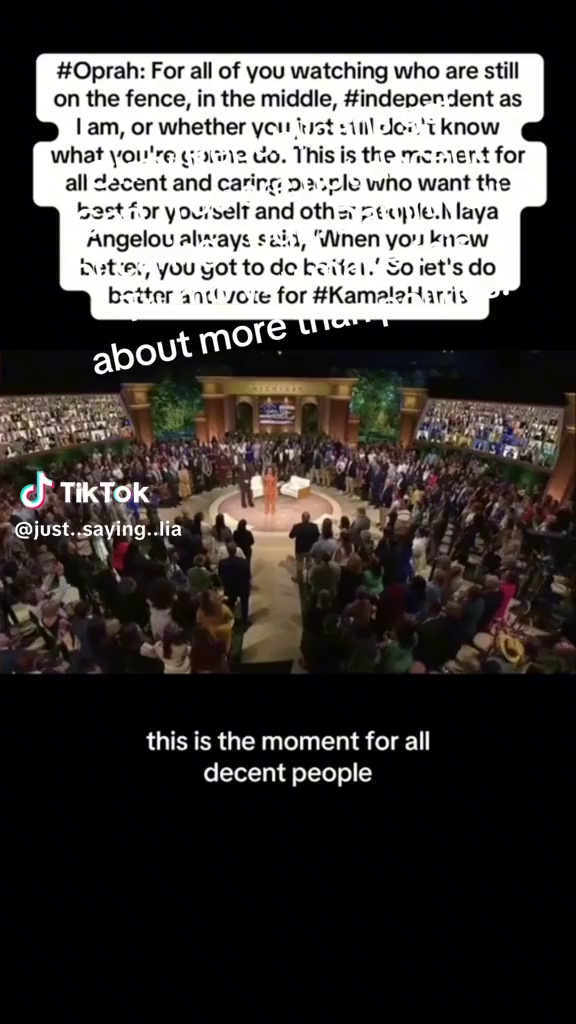 #Oprah: For all of you watching who are still
on the fence, in the middle, #independent as
I am, or whether you just still don't know
what you're gonna do. This is the moment for
all decent and caring people who want the
best for yourself and other people. Maya
Angelou always said, 'When you know
better, you got to do better.' So let's do
better and vote for #KamalaHarris
about more than
MICHIGAN
TikTok
@just..saying..lia
this is the moment for all
decent people